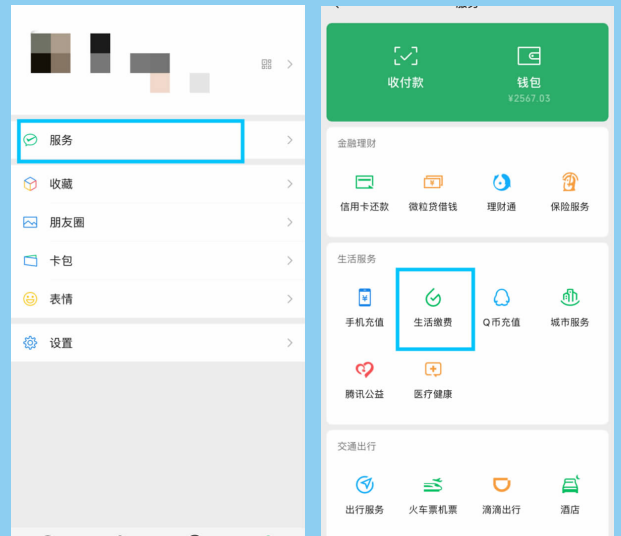 服务
收藏
朋友圈
卡包
表情
设置
收付款
钱包
¥2567.03
金融理财
信用卡还款
微粒贷借钱
理财通
保险服务
生活服务
手机充值
生活缴费
Q币充值
城市服务
腾讯公益
医疗健康
交通出行
出行服务
火车票机票
滴滴出行
酒店